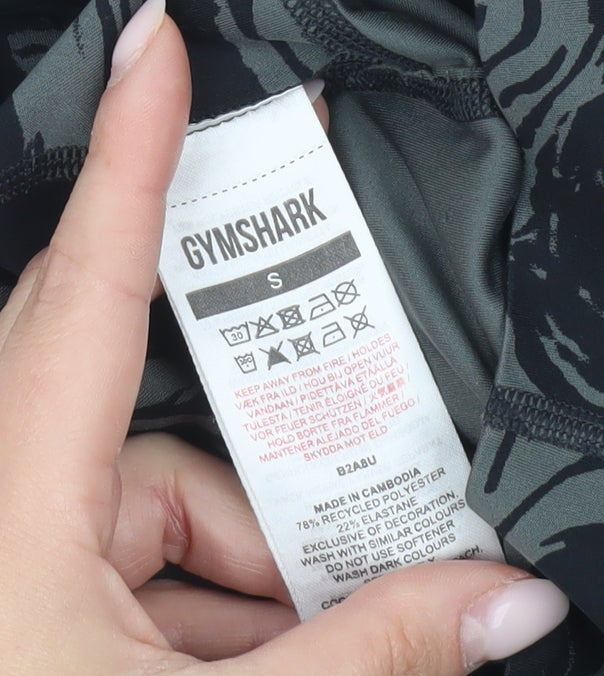 GYMSHARK
S
30
KEEP AWAY FROM FIRE / HOLDES
VÆK FRA ILD / HOU BIJ OPEN VUUR
VANDAAN / PIDETTÄVÄ ETÄÄLLÄ
TULESTA / TENIR ÉLOIGNÉ DU FEU /
VOR FEUER SCHÜTZEN /
HOLD BORTE FRA FLAMMER /
MANTENER ALEJADO DEL FUEGO /
SKYDDA MOT ELD
B2A8U
MADE IN CAMBODIA
78% RECYCLED POLYESTER
22% ELASTANE
EXCLUSIVE OF DECORATION.
WASH WITH SIMILAR COLOURS
DO NOT USE SOFTENER
WASH DARK COLOURS